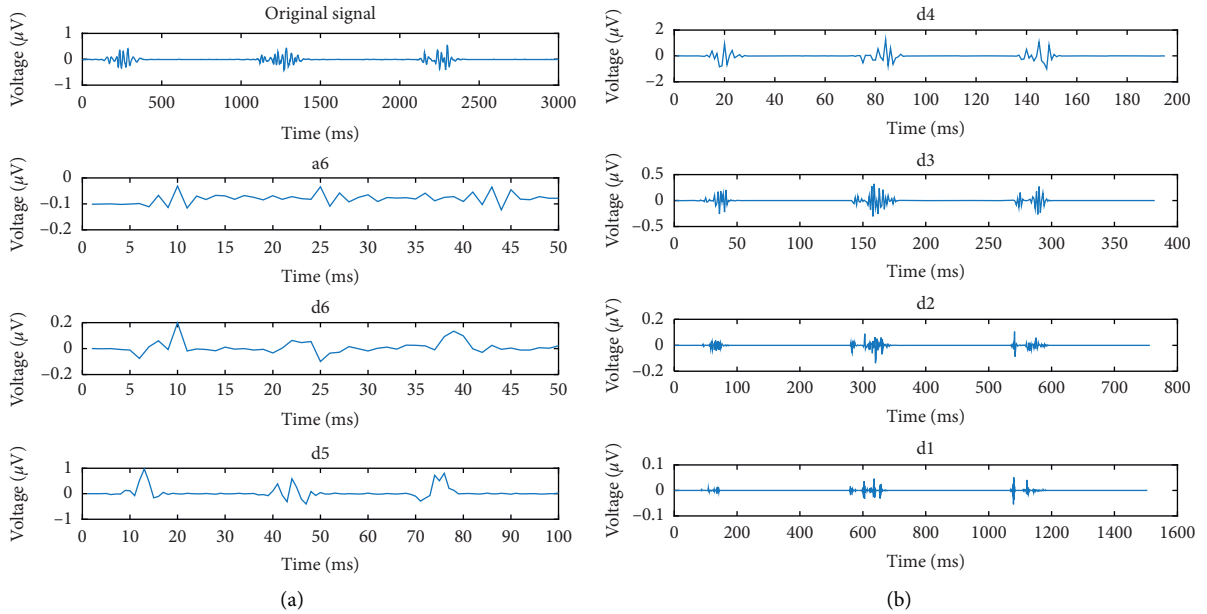 Original signal
Voltage (μV)
1
0
−1
0 500 1000 1500 2000 2500 3000
Time (ms)
a6
Voltage (μV)
0
−0.1
−0.2
0 5 10 15 20 25 30 35 40 45 50
Time (ms)
d6
Voltage (μV)
0.2
0
−0.2
0 5 10 15 20 25 30 35 40 45 50
Time (ms)
d5
Voltage (μV)
1
0
1
0 10 20 30 40 50 60 70 80 90 100
Time (ms)
(a)
d4
Voltage (μV)
2
0
−2
0 20 40 60 80 100 120 140 160 180 200
Time (ms)
d3
Voltage (μV)
0.5
0
−0.5
0 50 100 150 200 250 300 350 400
Time (ms)
d2
Voltage (μV)
0.2
0
−0.2
0 100 200 300 400 500 600 700 800
Time (ms)
d1
Voltage (μV)
0.1
0
−0.1
0 200 400 600 800 1000 1200 1400 1600
Time (ms)
(b)